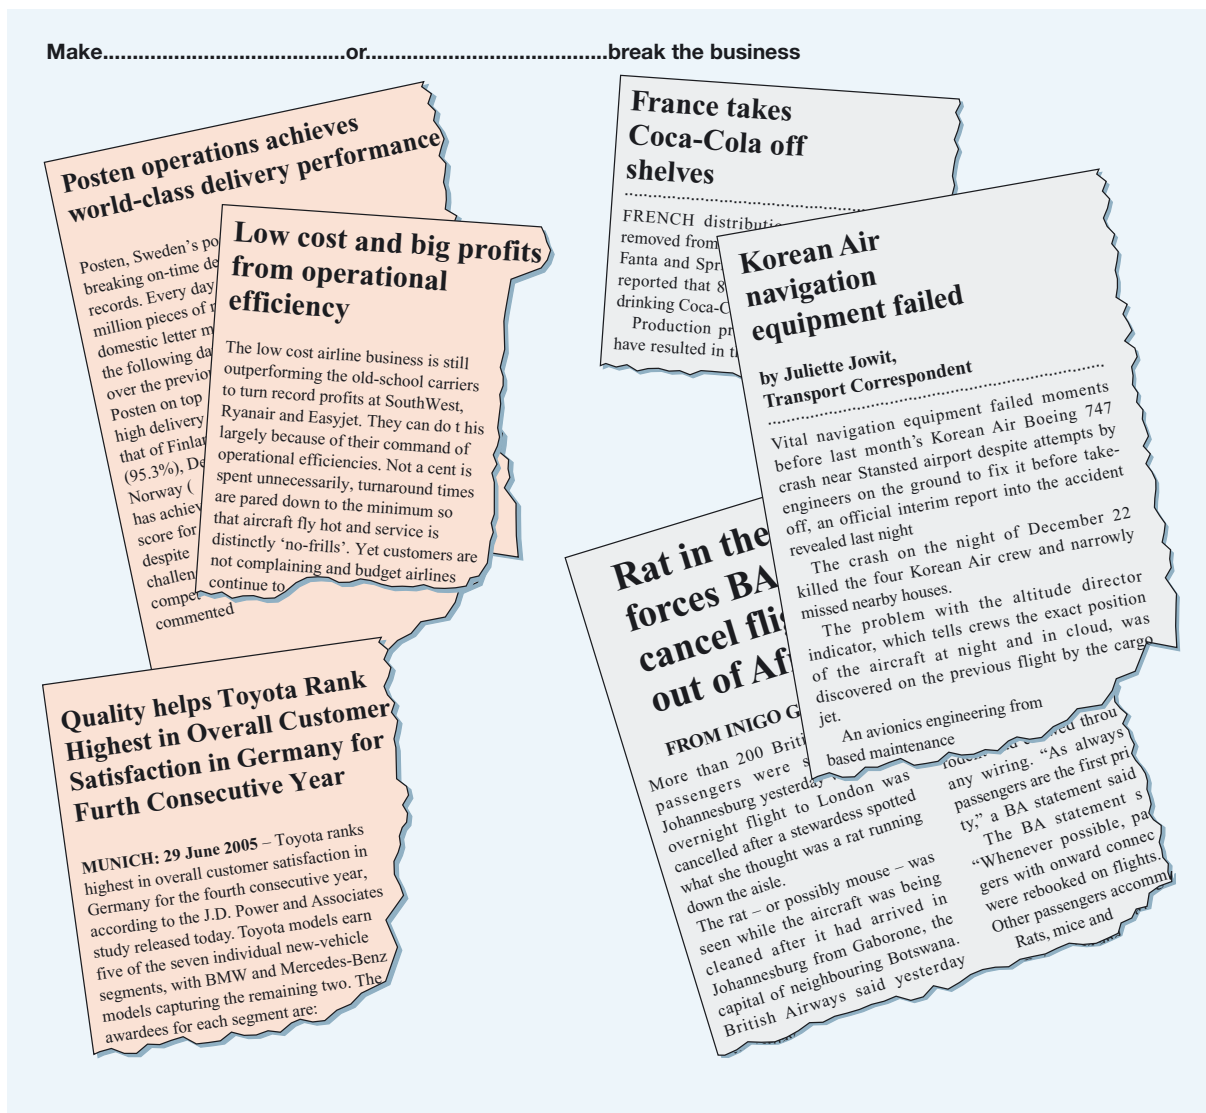 Make..........................................or..........................................break the business
Posten operations achieves
world-class delivery performance
Posten, Sweden's po
breaking on-time de
records. Every day
million pieces of
domestic letter m
the following da
over the previo
Posten on top
high delivery
that of Finla
(95.3%), De
Norway (
has achie
score for
despite
challen
compe
commented
Low cost and big profits
from operational
efficiency
The low cost airline business is still
outperforming the old-school carriers
to turn record profits at SouthWest,
Ryanair and Easyjet. They can do t his
largely because of their command of
operational efficiencies. Not a cent is
spent unnecessarily, turnaround times
are pared down to the minimum so
that aircraft fly hot and service is
distinctly 'no-frills'. Yet customers are
not complaining and budget airlines
continue to
Quality helps Toyota Rank
Highest in Overall Customer
Satisfaction in Germany for
Furth Consecutive Year
MUNICH: 29 June 2005 – Toyota ranks
highest in overall customer satisfaction in
Germany for the fourth consecutive year,
according to the J.D. Power and Associates
study released today. Toyota models earn
five of the seven individual new-vehicle
segments, with BMW and Mercedes-Benz
models capturing the remaining two. The
awardees for each segment are:
France takes
Coca-Cola off
shelves
FRENCH distributio
removed from
Fanta and Spr
reported that 8
drinking Coca-C
Production pr
have resulted in t
Korean Air
navigation
equipment failed
by Juliette Jowit,
Transport Correspondent
Vital navigation equipment failed moments
before last month's Korean Air Boeing 747
crash near Stansted airport despite attempts by
engineers on the ground to fix it before take-
off, an official interim report into the accident
revealed last night
The crash on the night of December 22
killed the four Korean Air crew and narrowly
missed nearby houses.
The problem with the altitude director
indicator, which tells crews the exact position
of the aircraft at night and in cloud, was
discovered on the previous flight by the cargo
jet.
An avionics engineering from
based maintenance
Rat in the
forces BA
cancel fli
out of Af
FROM INIGO G
More than 200 Briti
passengers were s
Johannesburg yesterday
overnight flight to London was
cancelled after a stewardess spotted
what she thought was a rat running
down the aisle.
The rat – or possibly mouse – was
seen while the aircraft was being
cleaned after it had arrived in
Johannesburg from Gaborone, the
capital of neighbouring Botswana.
British Airways said yesterday
throu
any wiring. "As always
passengers are the first pri
ty," a BA statement said
The BA statement s
"Whenever possible, pa
gers with onward connec
were rebooked on flights.
Other passengers accomm
Rats, mice and